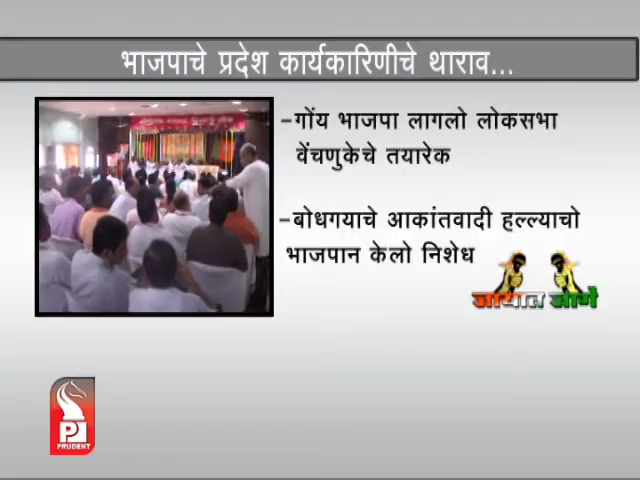 भाजपाचे प्रदेश कार्यकारिणीचे थाराव...
-गोंय भाजपा लागलो लोकसभा
वेंचणुकेचे तयारेक
-बोधगयाचे आकांतवादी हल्ल्याचो
भाजपान केलो निशेध
जायात जागे
PRUDENT